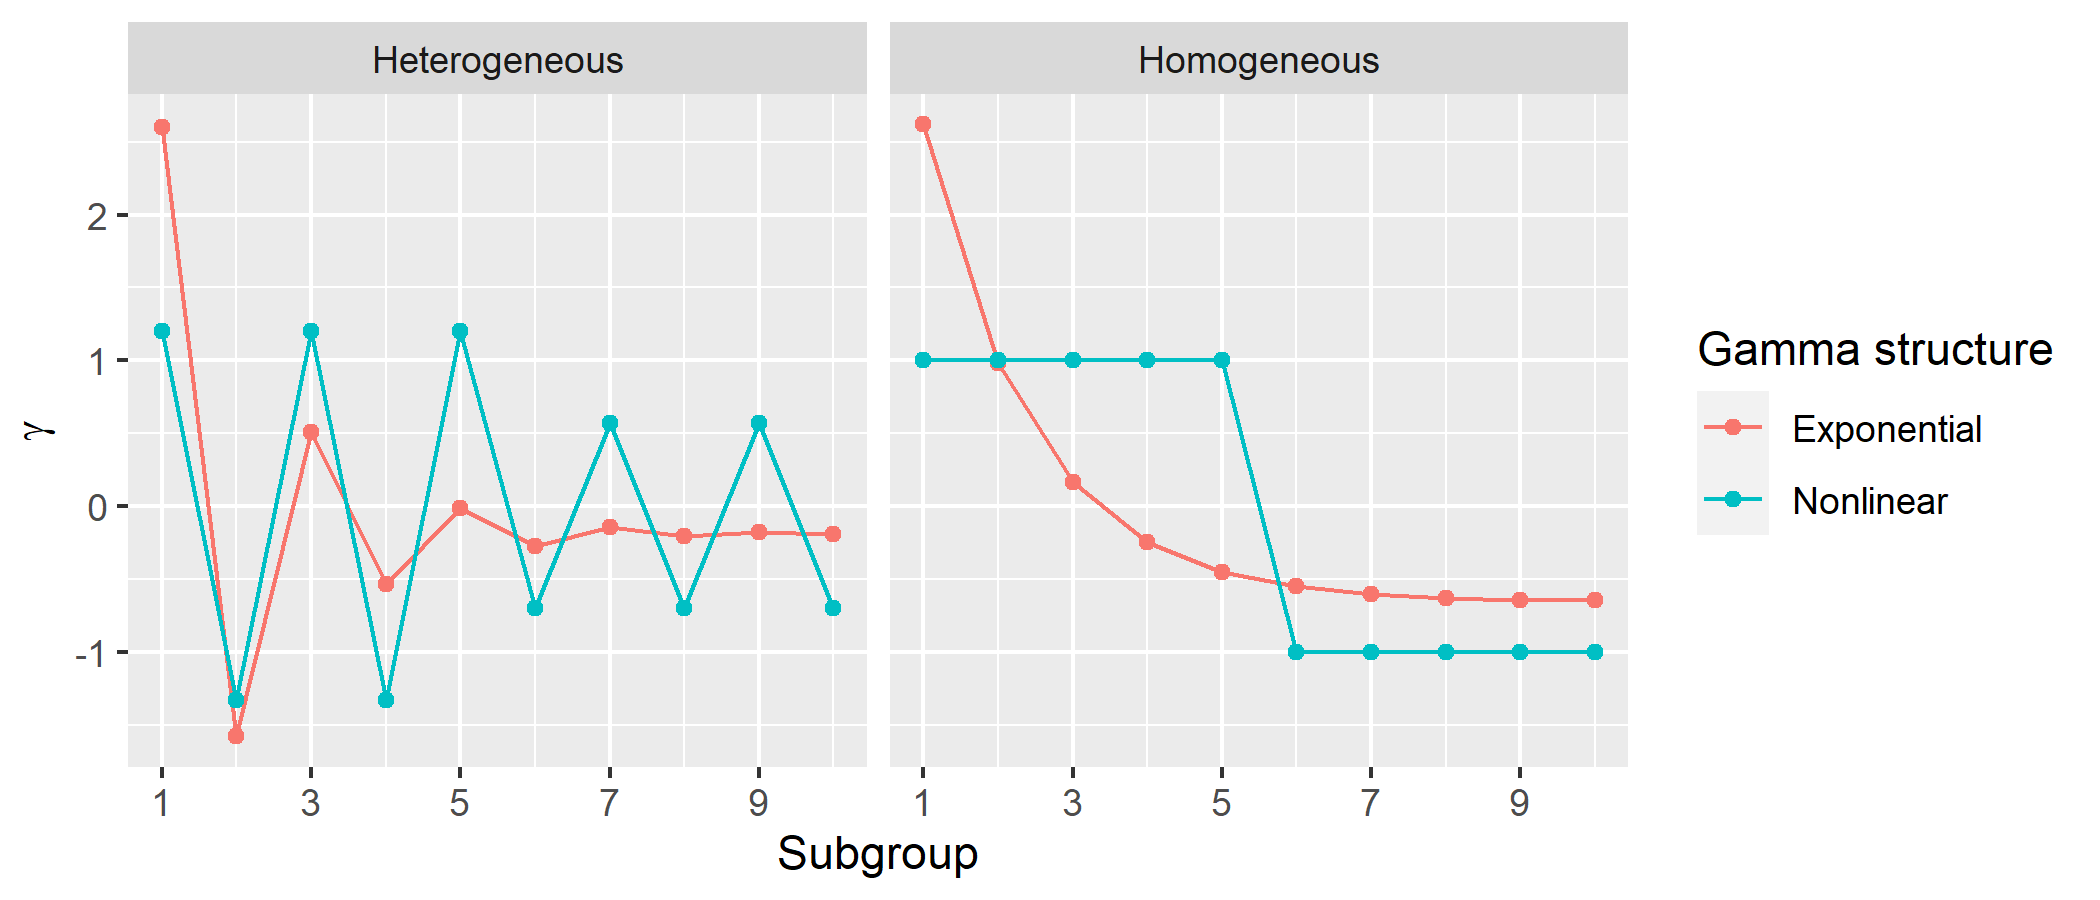 Heterogeneous Homogeneous
2
1
0
-1
γ
1 3 5 7 9 1 3 5 7 9
Subgroup
Gamma structure
Exponential
Nonlinear